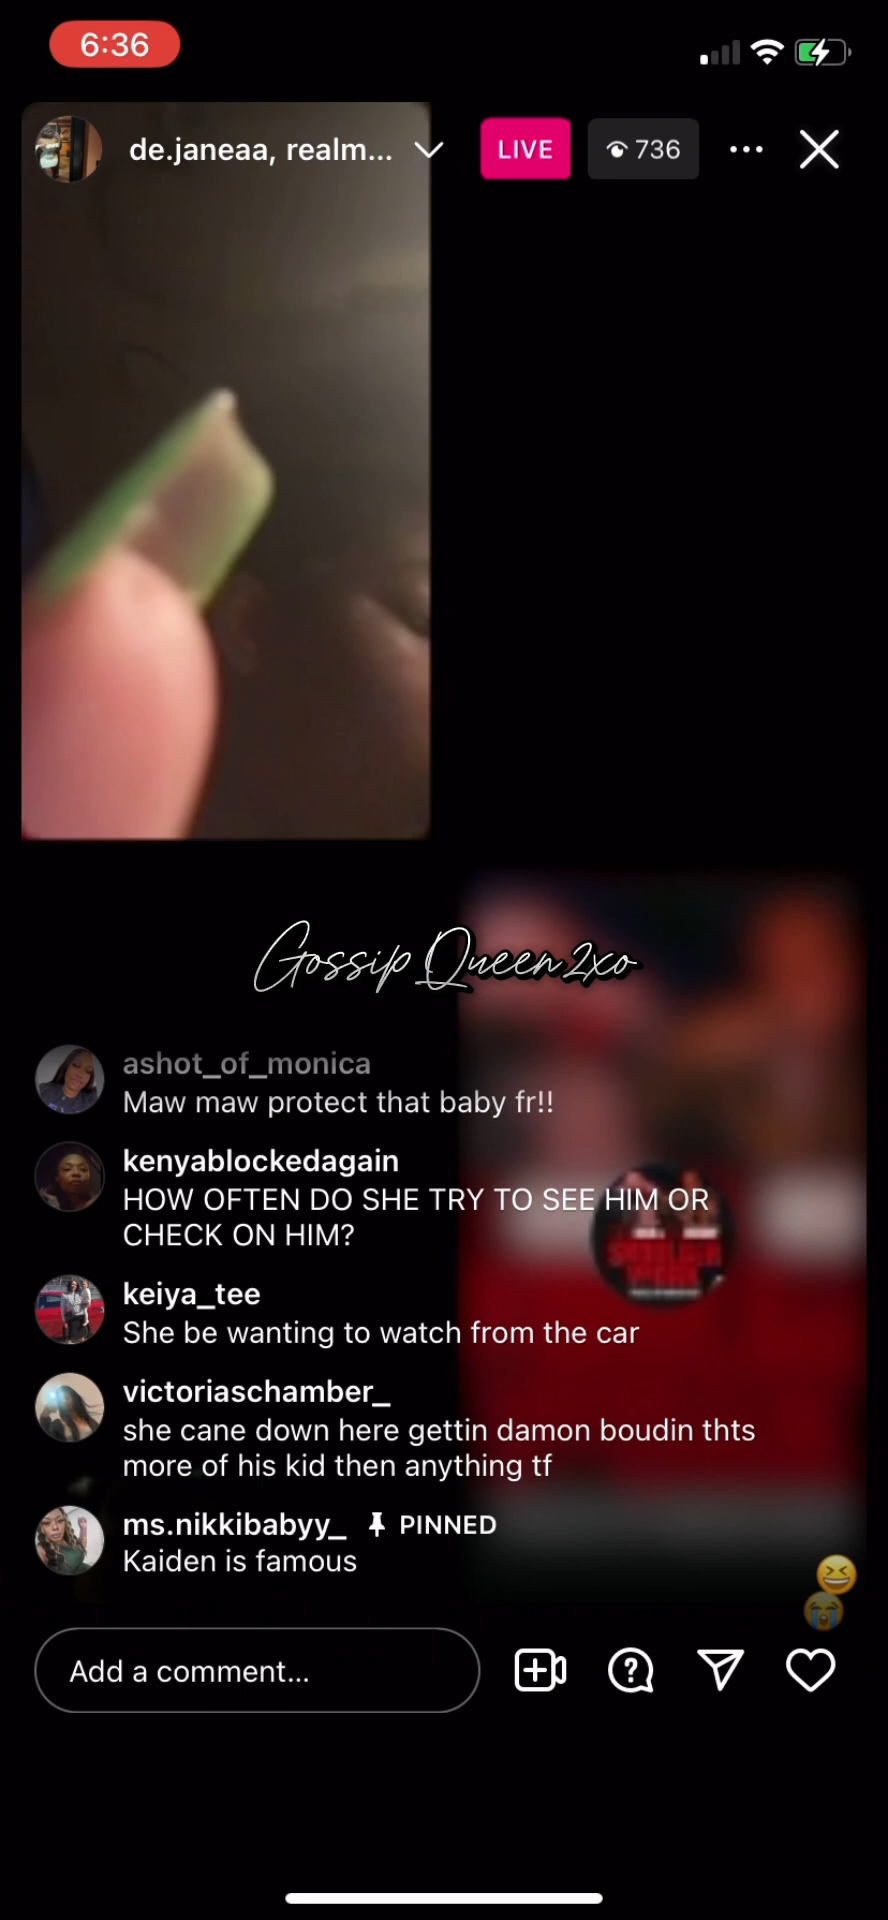 6:36
de.janeaa, realm...
LIVE
736
Gossip Queen2xo
ashot_of_monica
Maw maw protect that baby fr!!
kenyablockedagain
HOW OFTEN DO SHE TRY TO SEE HIM OR
CHECK ON HIM?
keiya_tee
She be wanting to watch from the car
victoriaschamber_
she cane down here gettin damon boudin thts
more of his kid then anything tf
ms.nikkibabyy_ PINNED
Kaiden is famous
Add a comment...